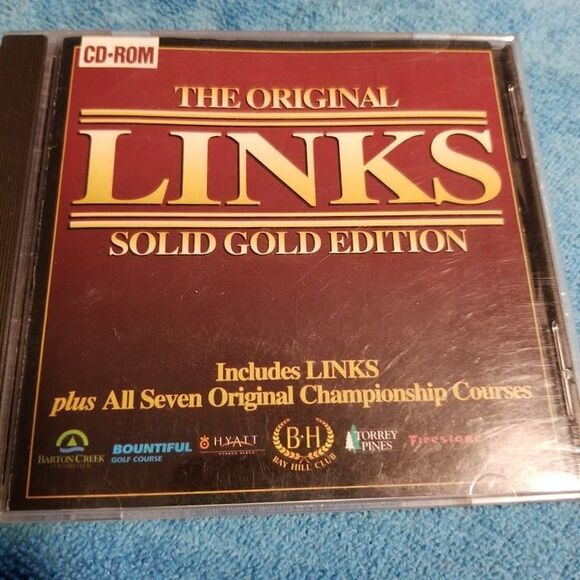 CD•ROM
THE ORIGINAL
LINKS
SOLID GOLD EDITION
Includes LINKS
plus All Seven Original Championship Courses
BARTON CREEK
BOUNTIFUL
GOLF COURSE
HYATT
B•H
BAY HILL CLUB
TORREY
PINES
Firestone